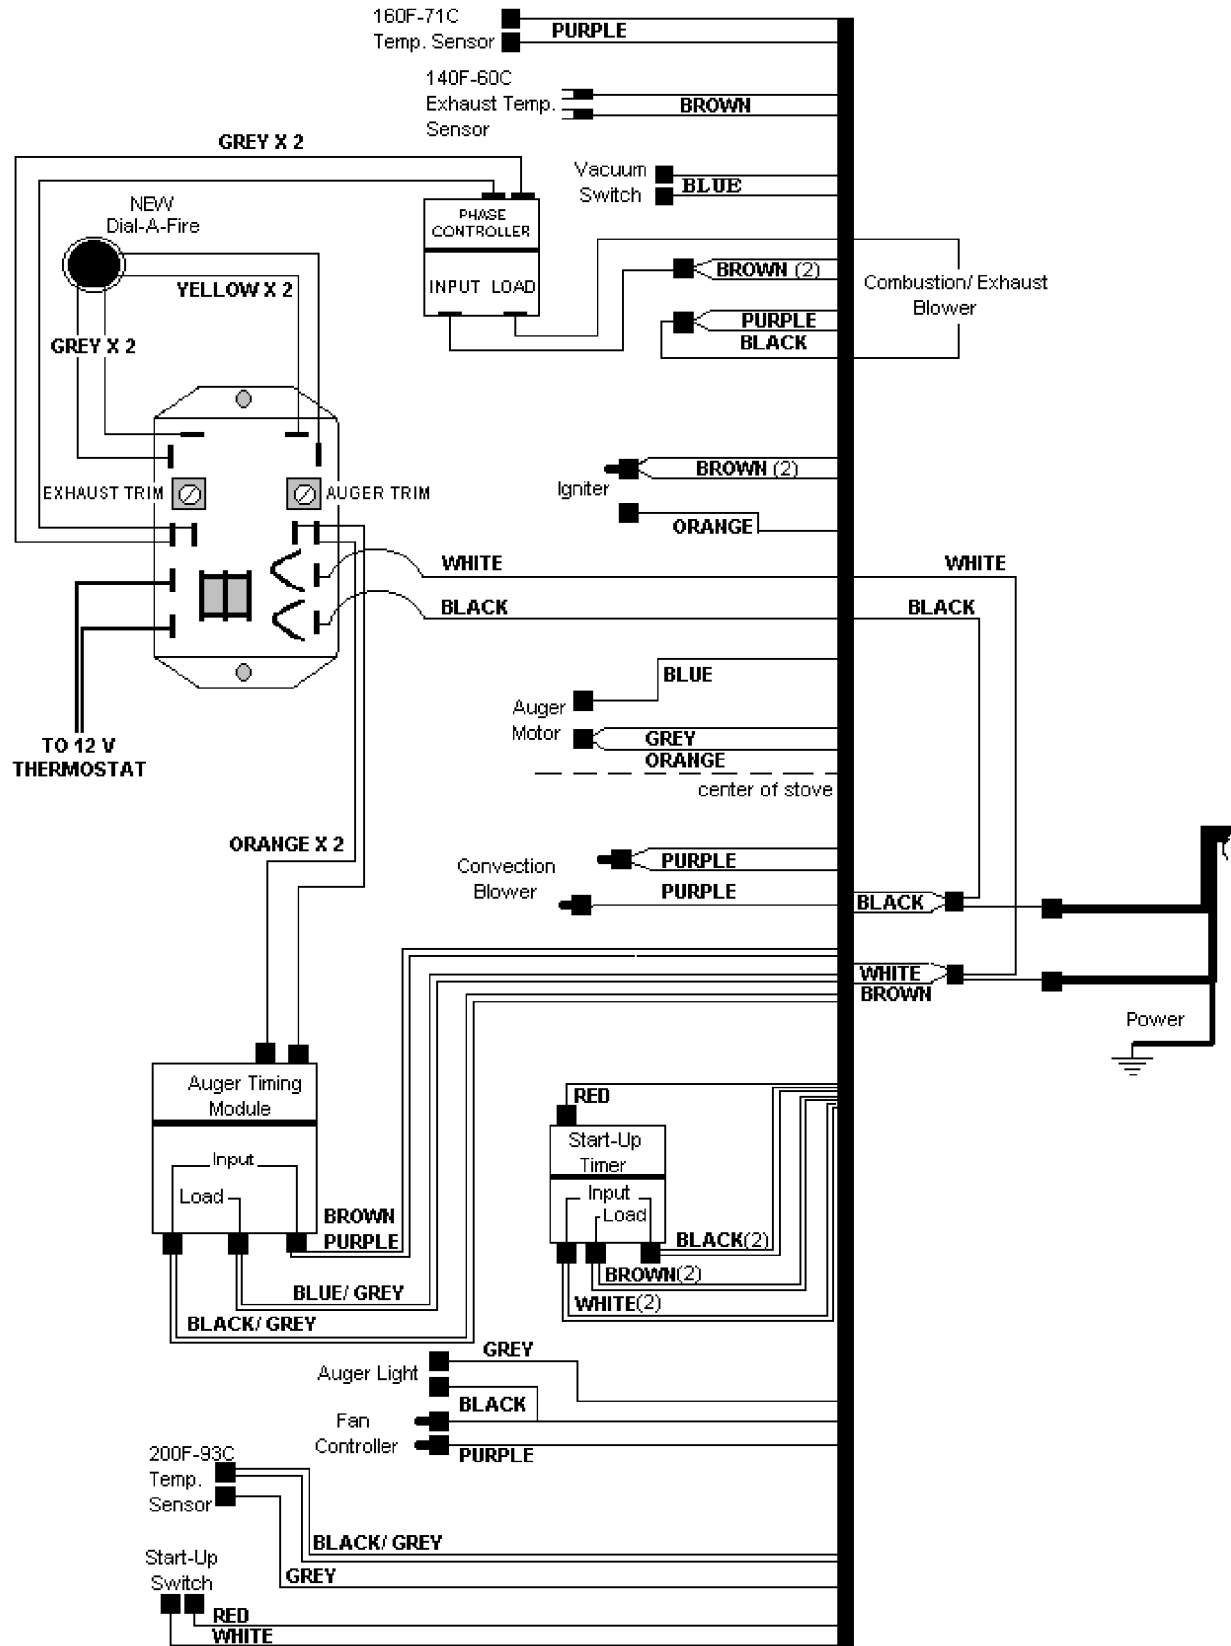 160F-71C
Temp. Sensor
PURPLE
140F-60C
Exhaust Temp.
Sensor
BROWN
GREY X 2
Vacuum
Switch
BLUE
NEW
Dial-A-Fire
PHASE
CONTROLLER
INPUT LOAD
BROWN (2)
YELLOW X 2
Combustion/ Exhaust
Blower
PURPLE
BLACK
GREY X 2
BROWN (2)
Igniter
EXHAUST TRIM
AUGER TRIM
ORANGE
WHITE
WHITE
BLACK
BLACK
BLUE
Auger
Motor
GREY
ORANGE
TO 12 V
THERMOSTAT
center of stove
ORANGE X 2
Convection
Blower
PURPLE
PURPLE
BLACK
WHITE
BROWN
Power
Auger Timing
Module
Input
Load
BROWN
PURPLE
BLUE/ GREY
BLACK/ GREY
RED
Start-Up
Timer
Input
Load
BLACK(2)
BROWN(2)
WHITE(2)
GREY
Auger Light
BLACK
Fan
Controller
PURPLE
200F-93C
Temp.
Sensor
BLACK/ GREY
GREY
Start-Up
Switch
RED
WHITE